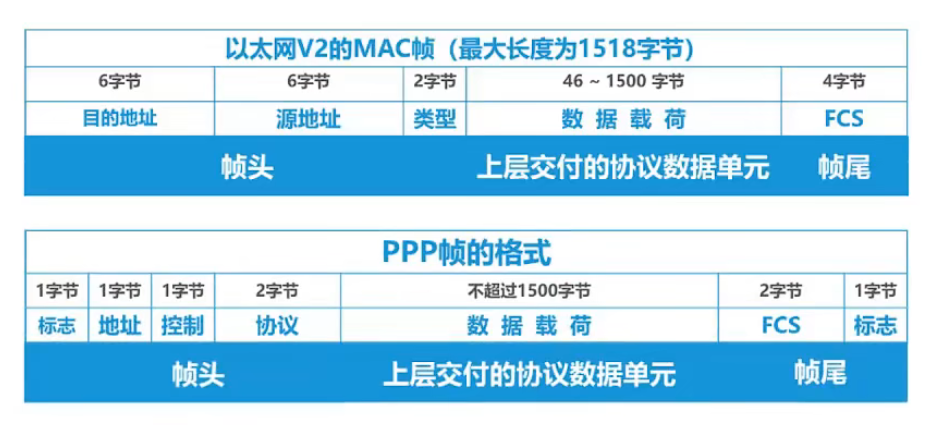 以太网V2的MAC帧（最大长度为1518字节）
6字节 6字节 2字节 46 ~ 1500 字节 4字节
目的地址 源地址 类型 数 据 载 荷 FCS
帧头 上层交付的协议数据单元 帧尾
PPP帧的格式
1字节 1字节 1字节 2字节 不超过1500字节 2字节 1字节
标志 地址 控制 协议 数 据 载 荷 FCS 标志
帧头 上层交付的协议数据单元 帧尾